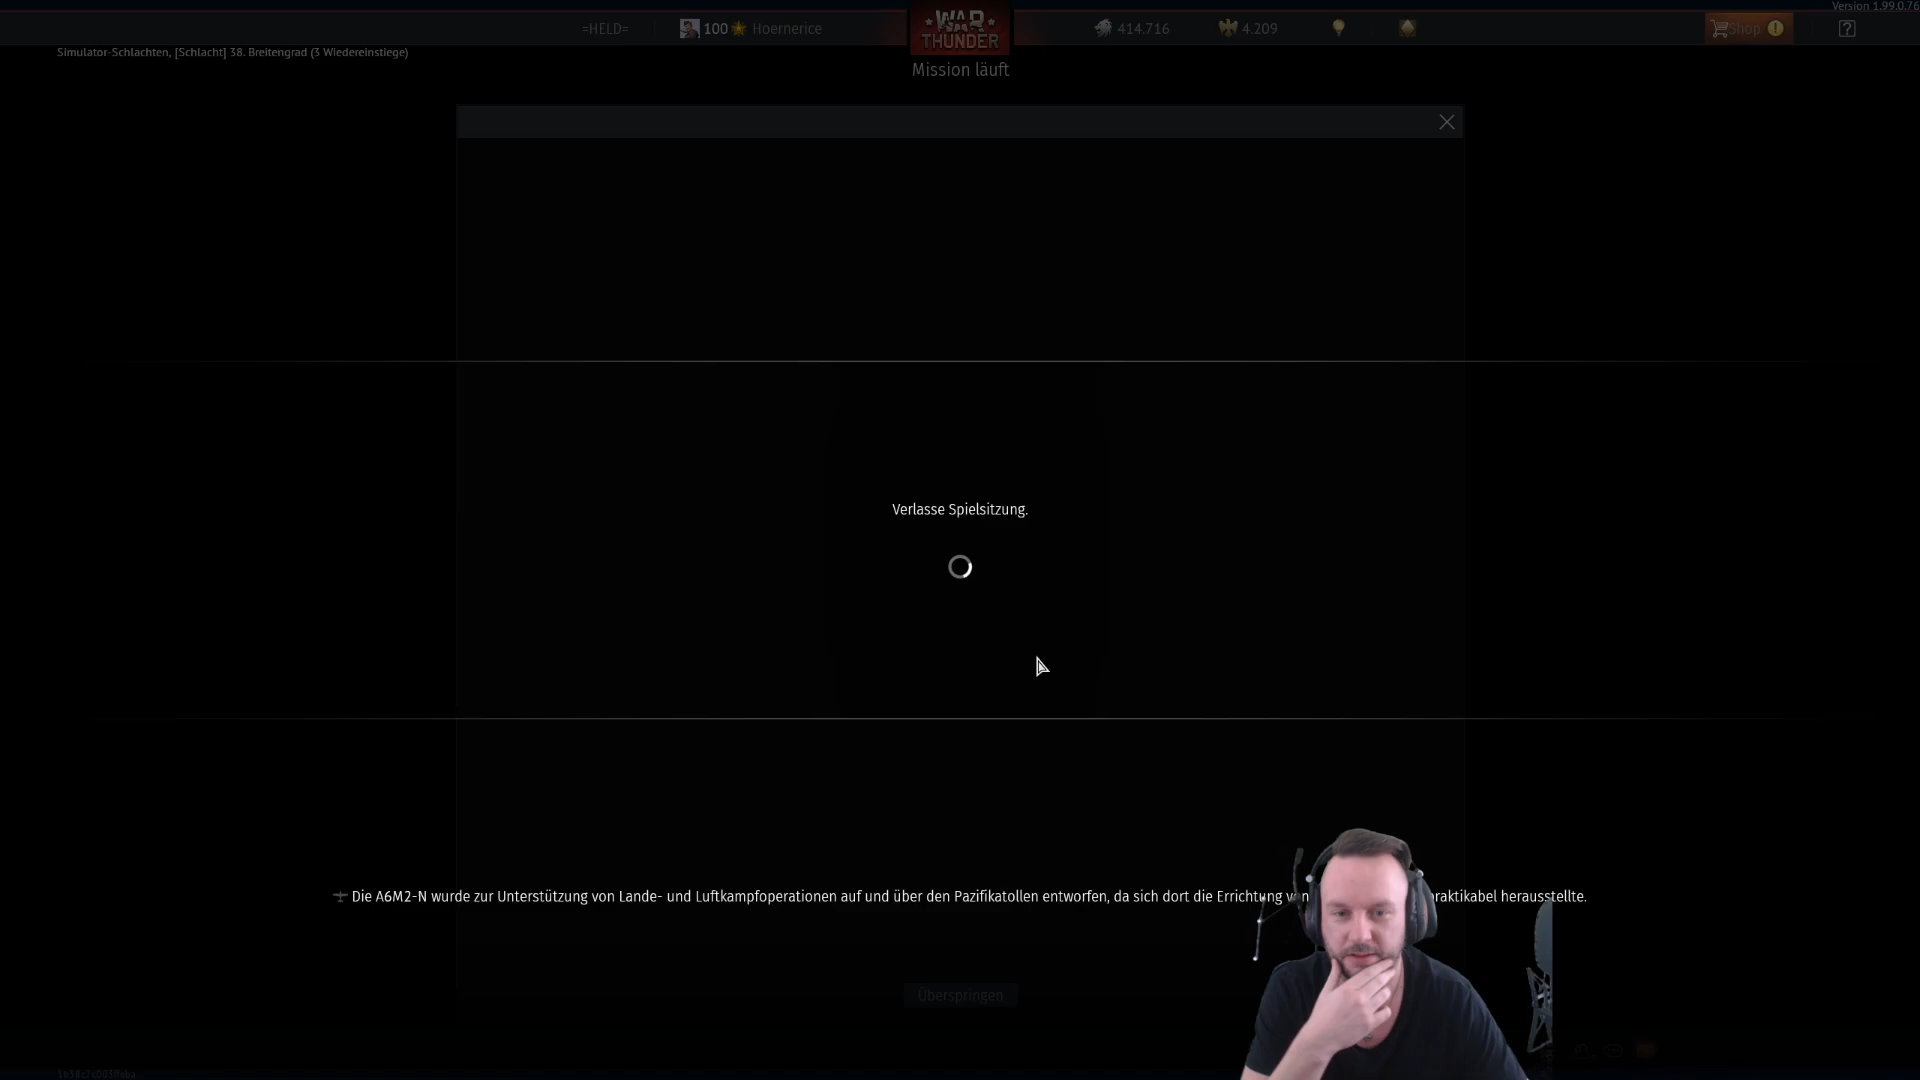 Version 1.99.0.76
=HELD=
100
Hoernerice
WAR
THUNDER
414.716
4.209
Shop
Simulator-Schlachten, [Schlacht] 38. Breitengrad (3 Wiedereinstiege)
Mission läuft
Verlasse Spielsitzung.
Die A6M2-N wurde zur Unterstützung von Lande- und Luftkampfoperationen auf und über den Pazifikatollen entworfen, da sich dort die Errichtung herausstellte.
Überspringen